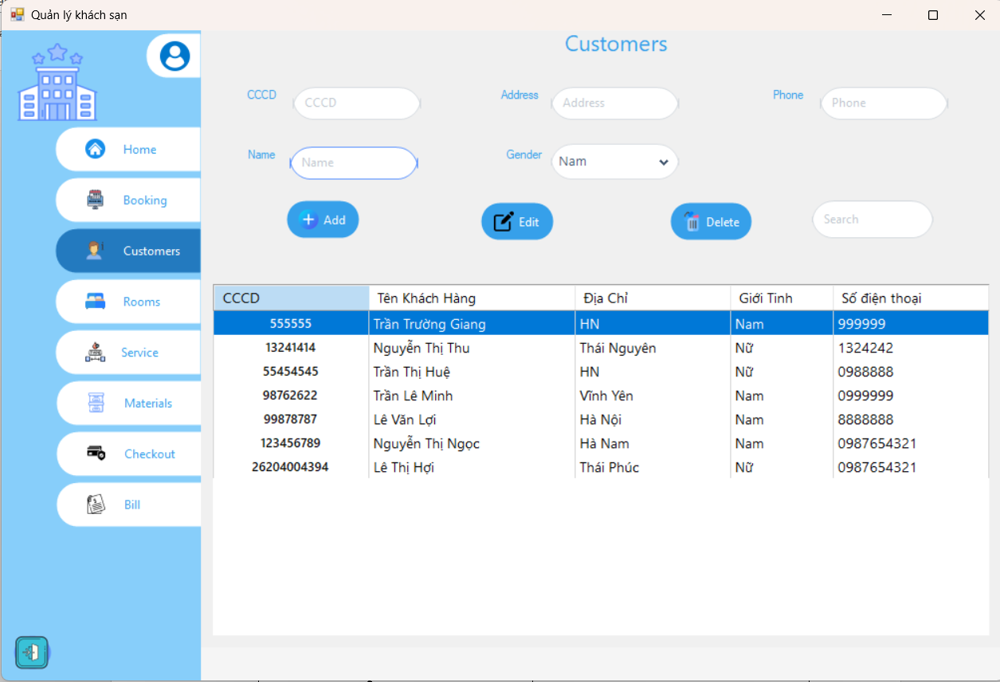 Quản lý khách sạn
Customers
CCCD CCCD Address Address Phone Phone
Name Name Gender Nam
Add Edit Delete Search
Home
Booking
Customers
Rooms
Service
Materials
Checkout
Bill
CCCD Tên Khách Hàng Địa Chỉ Giới Tinh Số điện thoại
555555 Trần Trường Giang HN Nam 999999
13241414 Nguyễn Thị Thu Thái Nguyên Nữ 1324242
55454545 Trần Thị Huệ HN Nữ 0988888
98762622 Trần Lê Minh Vĩnh Yên Nam 0999999
99878787 Lê Văn Lợi Hà Nội Nam 8888888
123456789 Nguyễn Thị Ngọc Hà Nam Nam 0987654321
26204004394 Lê Thị Hợi Thái Phúc Nữ 0987654321